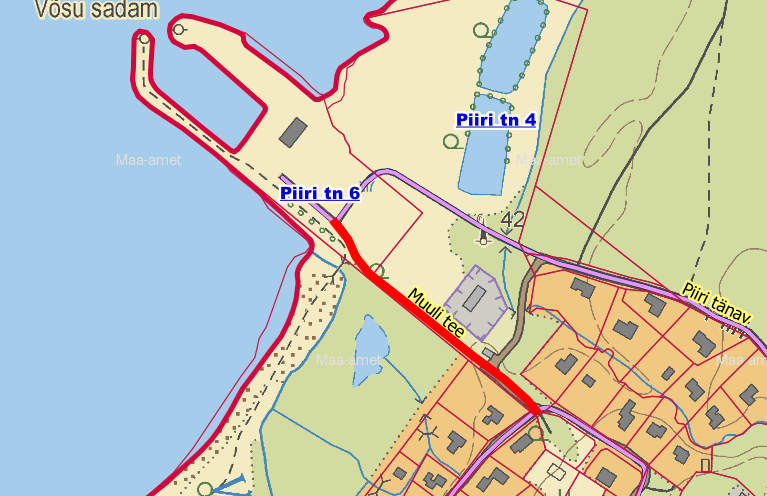 Võsu sadam
Piiri tn 4
Maa-amet
Maa-amet
Piiri tn 6
42
Piiri tänav.
Muuli tee
Maa-amet
Maa am